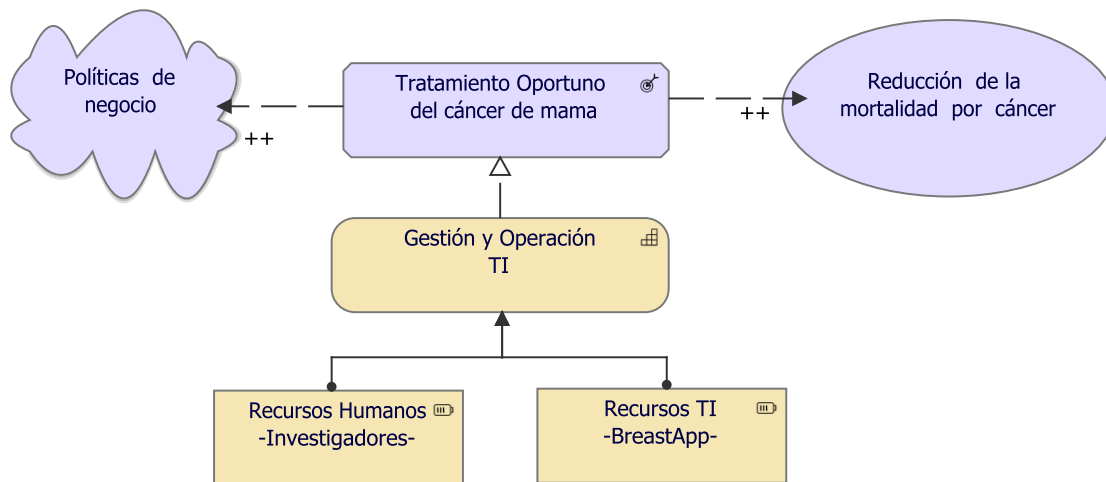 Políticas de
negocio
++
Tratamiento Oportuno
del cáncer de mama
++
Reducción de la
mortalidad por cáncer
Gestión y Operación
TI
Recursos Humanos
-Investigadores-
Recursos TI
-BreastApp-